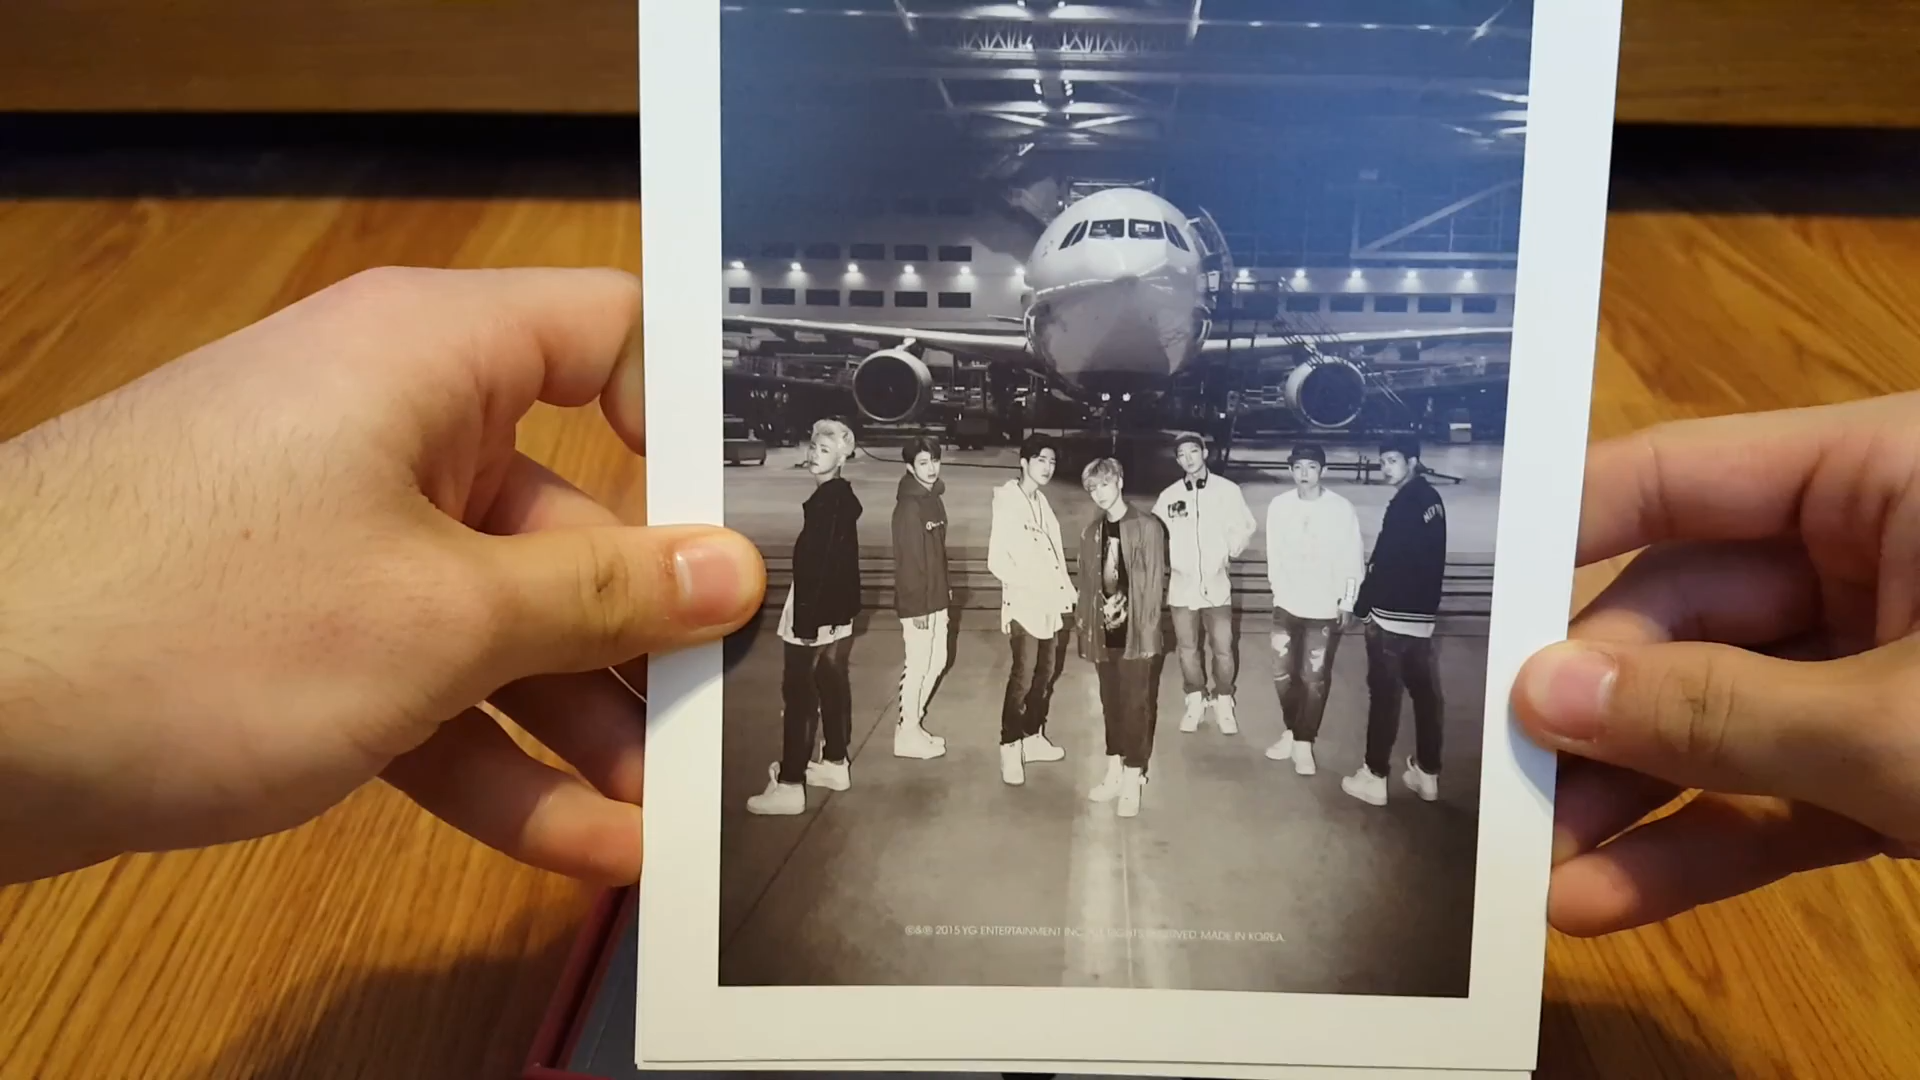 ©&℗ 2015 YG ENTERTAINMENT INC. ALL RIGHTS RESERVED. MADE IN KOREA.